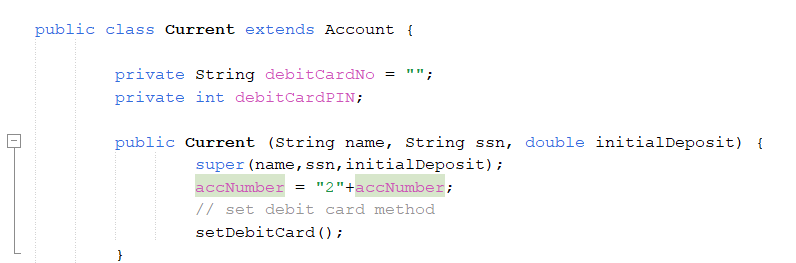 public class Current extends Account {
private String debitCardNo = "";
private int debitCardPIN;
public Current (String name, String ssn, double initialDeposit) {
super(name,ssn,initialDeposit);
accNumber = "2"+accNumber;
// set debit card method
setDebitCard();
}